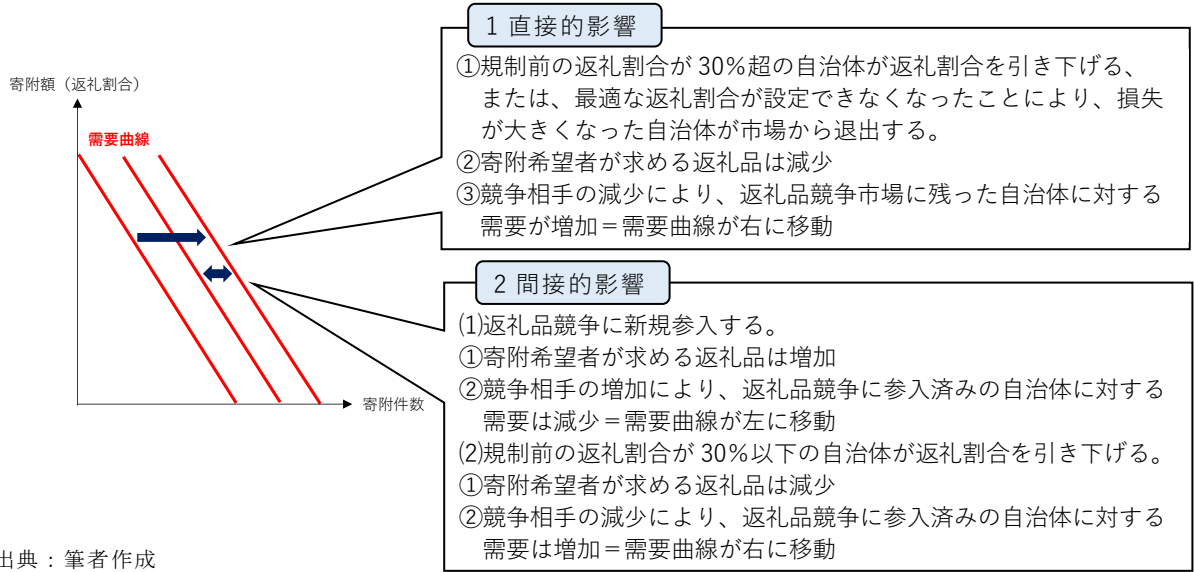 寄附額（返礼割合）
需要曲線
寄附件数
1 直接的影響
①規制前の返礼割合が 30％超の自治体が返礼割合を引き下げる、
または、最適な返礼割合が設定できなくなったことにより、損失
が大きくなった自治体が市場から退出する。
②寄附希望者が求める返礼品は減少
③競争相手の減少により、返礼品競争市場に残った自治体に対する
需要が増加＝需要曲線が右に移動
2 間接的影響
⑴返礼品競争に新規参入する。
①寄附希望者が求める返礼品は増加
②競争相手の増加により、返礼品競争に参入済みの自治体に対する
需要は減少＝需要曲線が左に移動
⑵規制前の返礼割合が 30％以下の自治体が返礼割合を引き下げる。
①寄附希望者が求める返礼品は減少
②競争相手の減少により、返礼品競争に参入済みの自治体に対する
需要は増加＝需要曲線が右に移動
出典：筆者作成